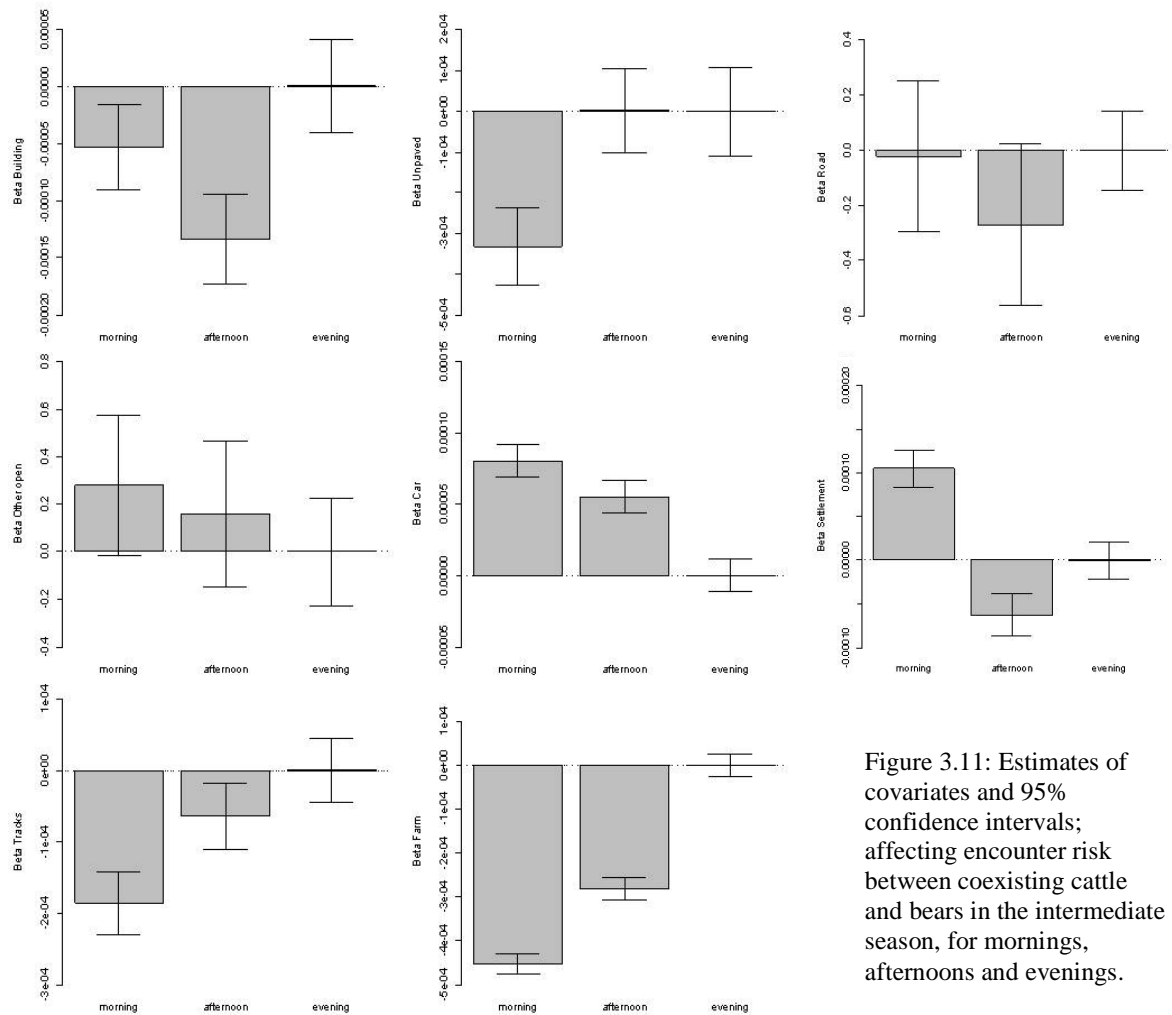 Beta Building
0.00005
0.00000
-0.00005
-0.00010
-0.00015
-0.00020
morning afternoon evening
Beta Unpaved
2e-04
1e-04
0e+00
-1e-04
-3e-04
-5e-04
morning afternoon evening
Beta Road
0.4
0.2
0.0
-0.2
-0.4
-0.6
morning afternoon evening
Beta Other open
0.8
0.6
0.4
0.2
0.0
-0.2
-0.4
morning afternoon evening
Beta Car
0.00015
0.00010
0.00005
0.00000
-0.00005
morning afternoon evening
Beta Settlement
0.00020
0.00010
0.00000
-0.00010
morning afternoon evening
Beta Tracks
1e-04
0e+00
-1e-04
-2e-04
-3e-04
morning afternoon evening
Beta Farm
1e-04
0e+00
-1e-04
-2e-04
-3e-04
-4e-04
-5e-04
morning afternoon evening
Figure 3.11: Estimates of
covariates and 95%
confidence intervals;
affecting encounter risk
between coexisting cattle
and bears in the intermediate
season, for mornings,
afternoons and evenings.